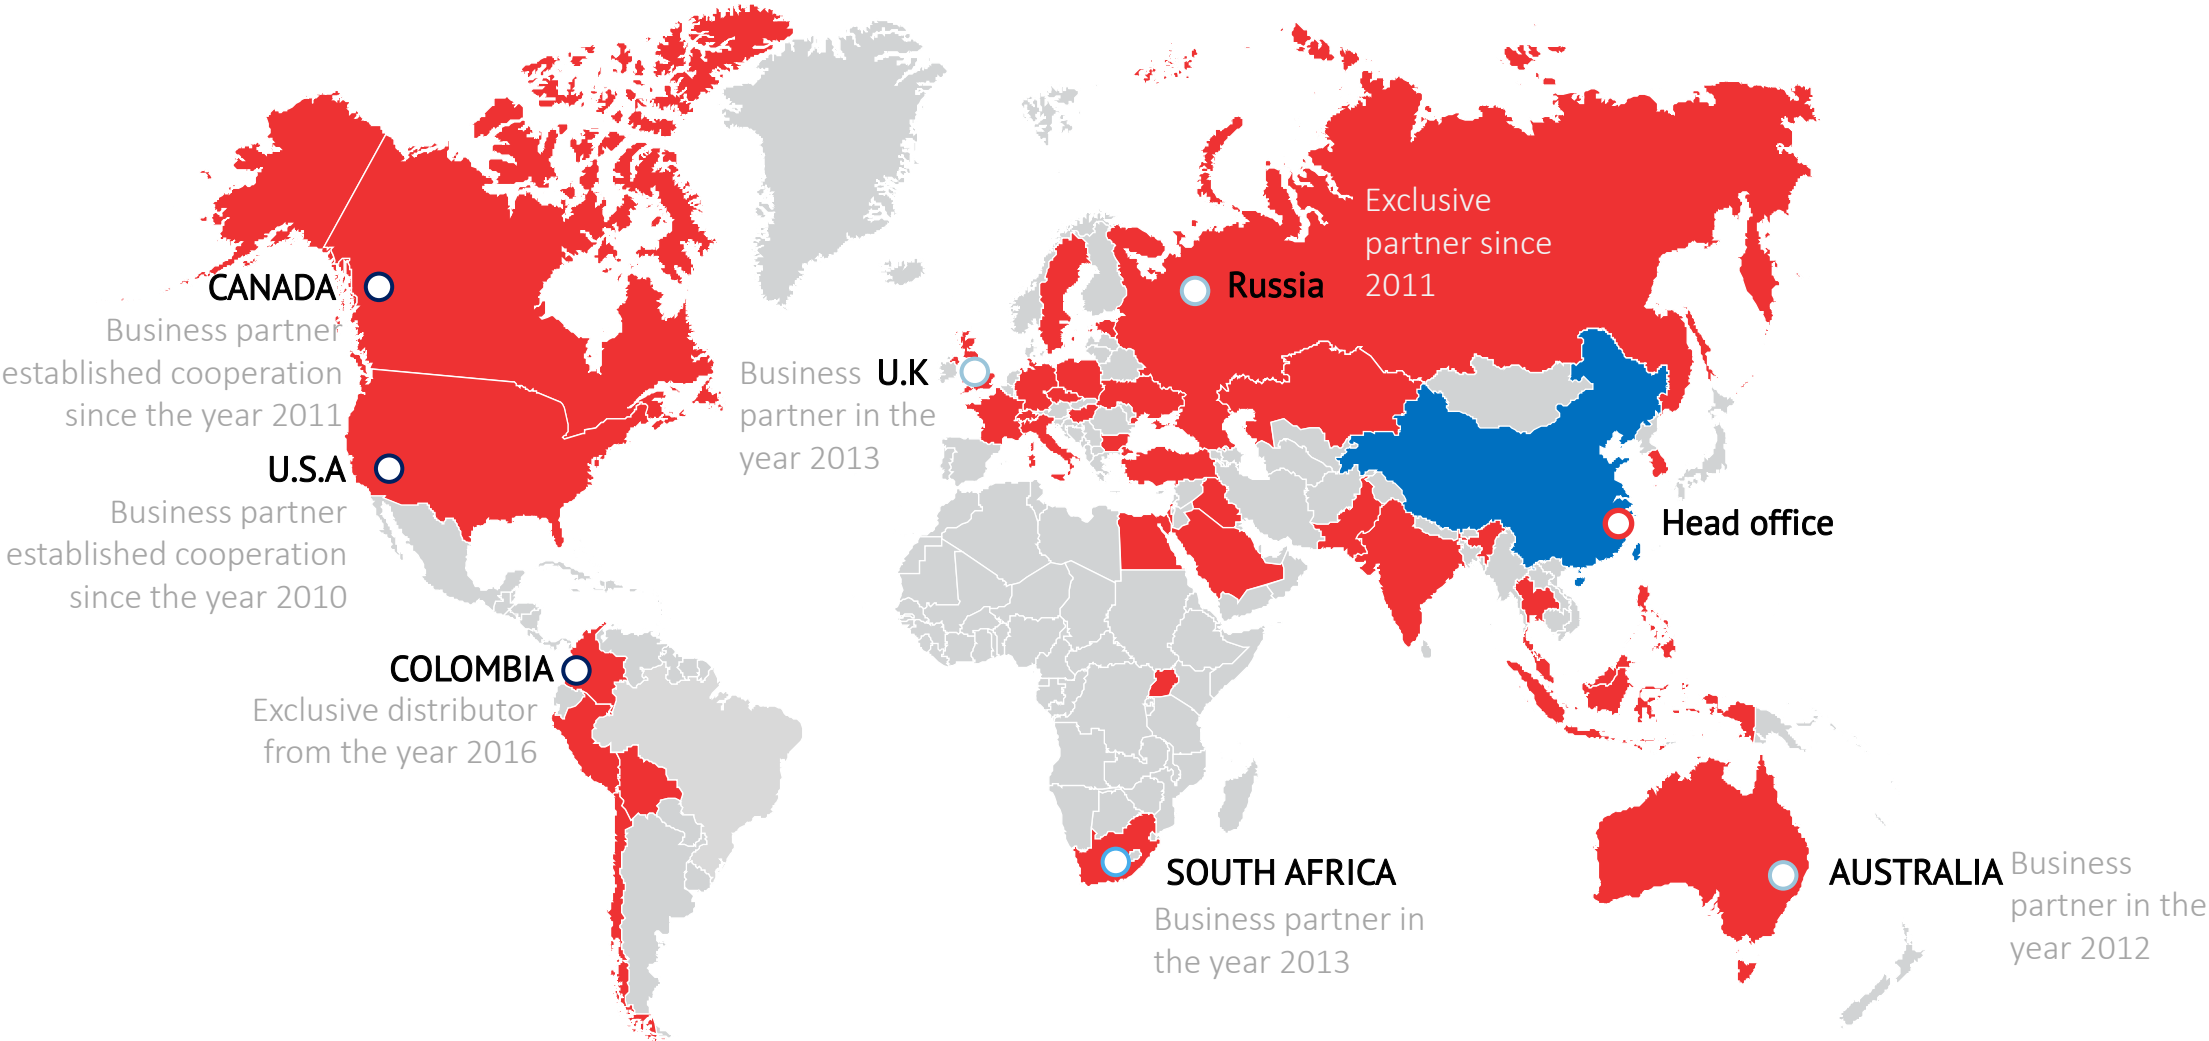 Exclusive
partner since
2011
Russia
CANADA
Business partner
established cooperation
since the year 2011
U.K
Business
partner in the
year 2013
U.S.A
Business partner
established cooperation
since the year 2010
Head office
COLOMBIA
Exclusive distributor
from the year 2016
SOUTH AFRICA
Business partner in
the year 2013
AUSTRALIA
Business
partner in the
year 2012